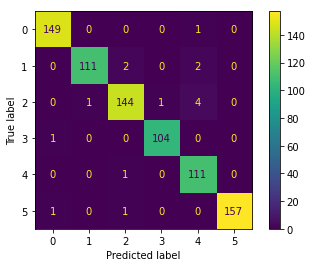 0 149 0 0 0 1 0
1 0 111 2 0 2 0
2 0 1 144 1 4 0
3 1 0 0 104 0 0
4 0 0 1 0 111 0
5 1 0 1 0 0 157
0 1 2 3 4 5
Predicted label
True label
140
120
100
80
60
40
20
0